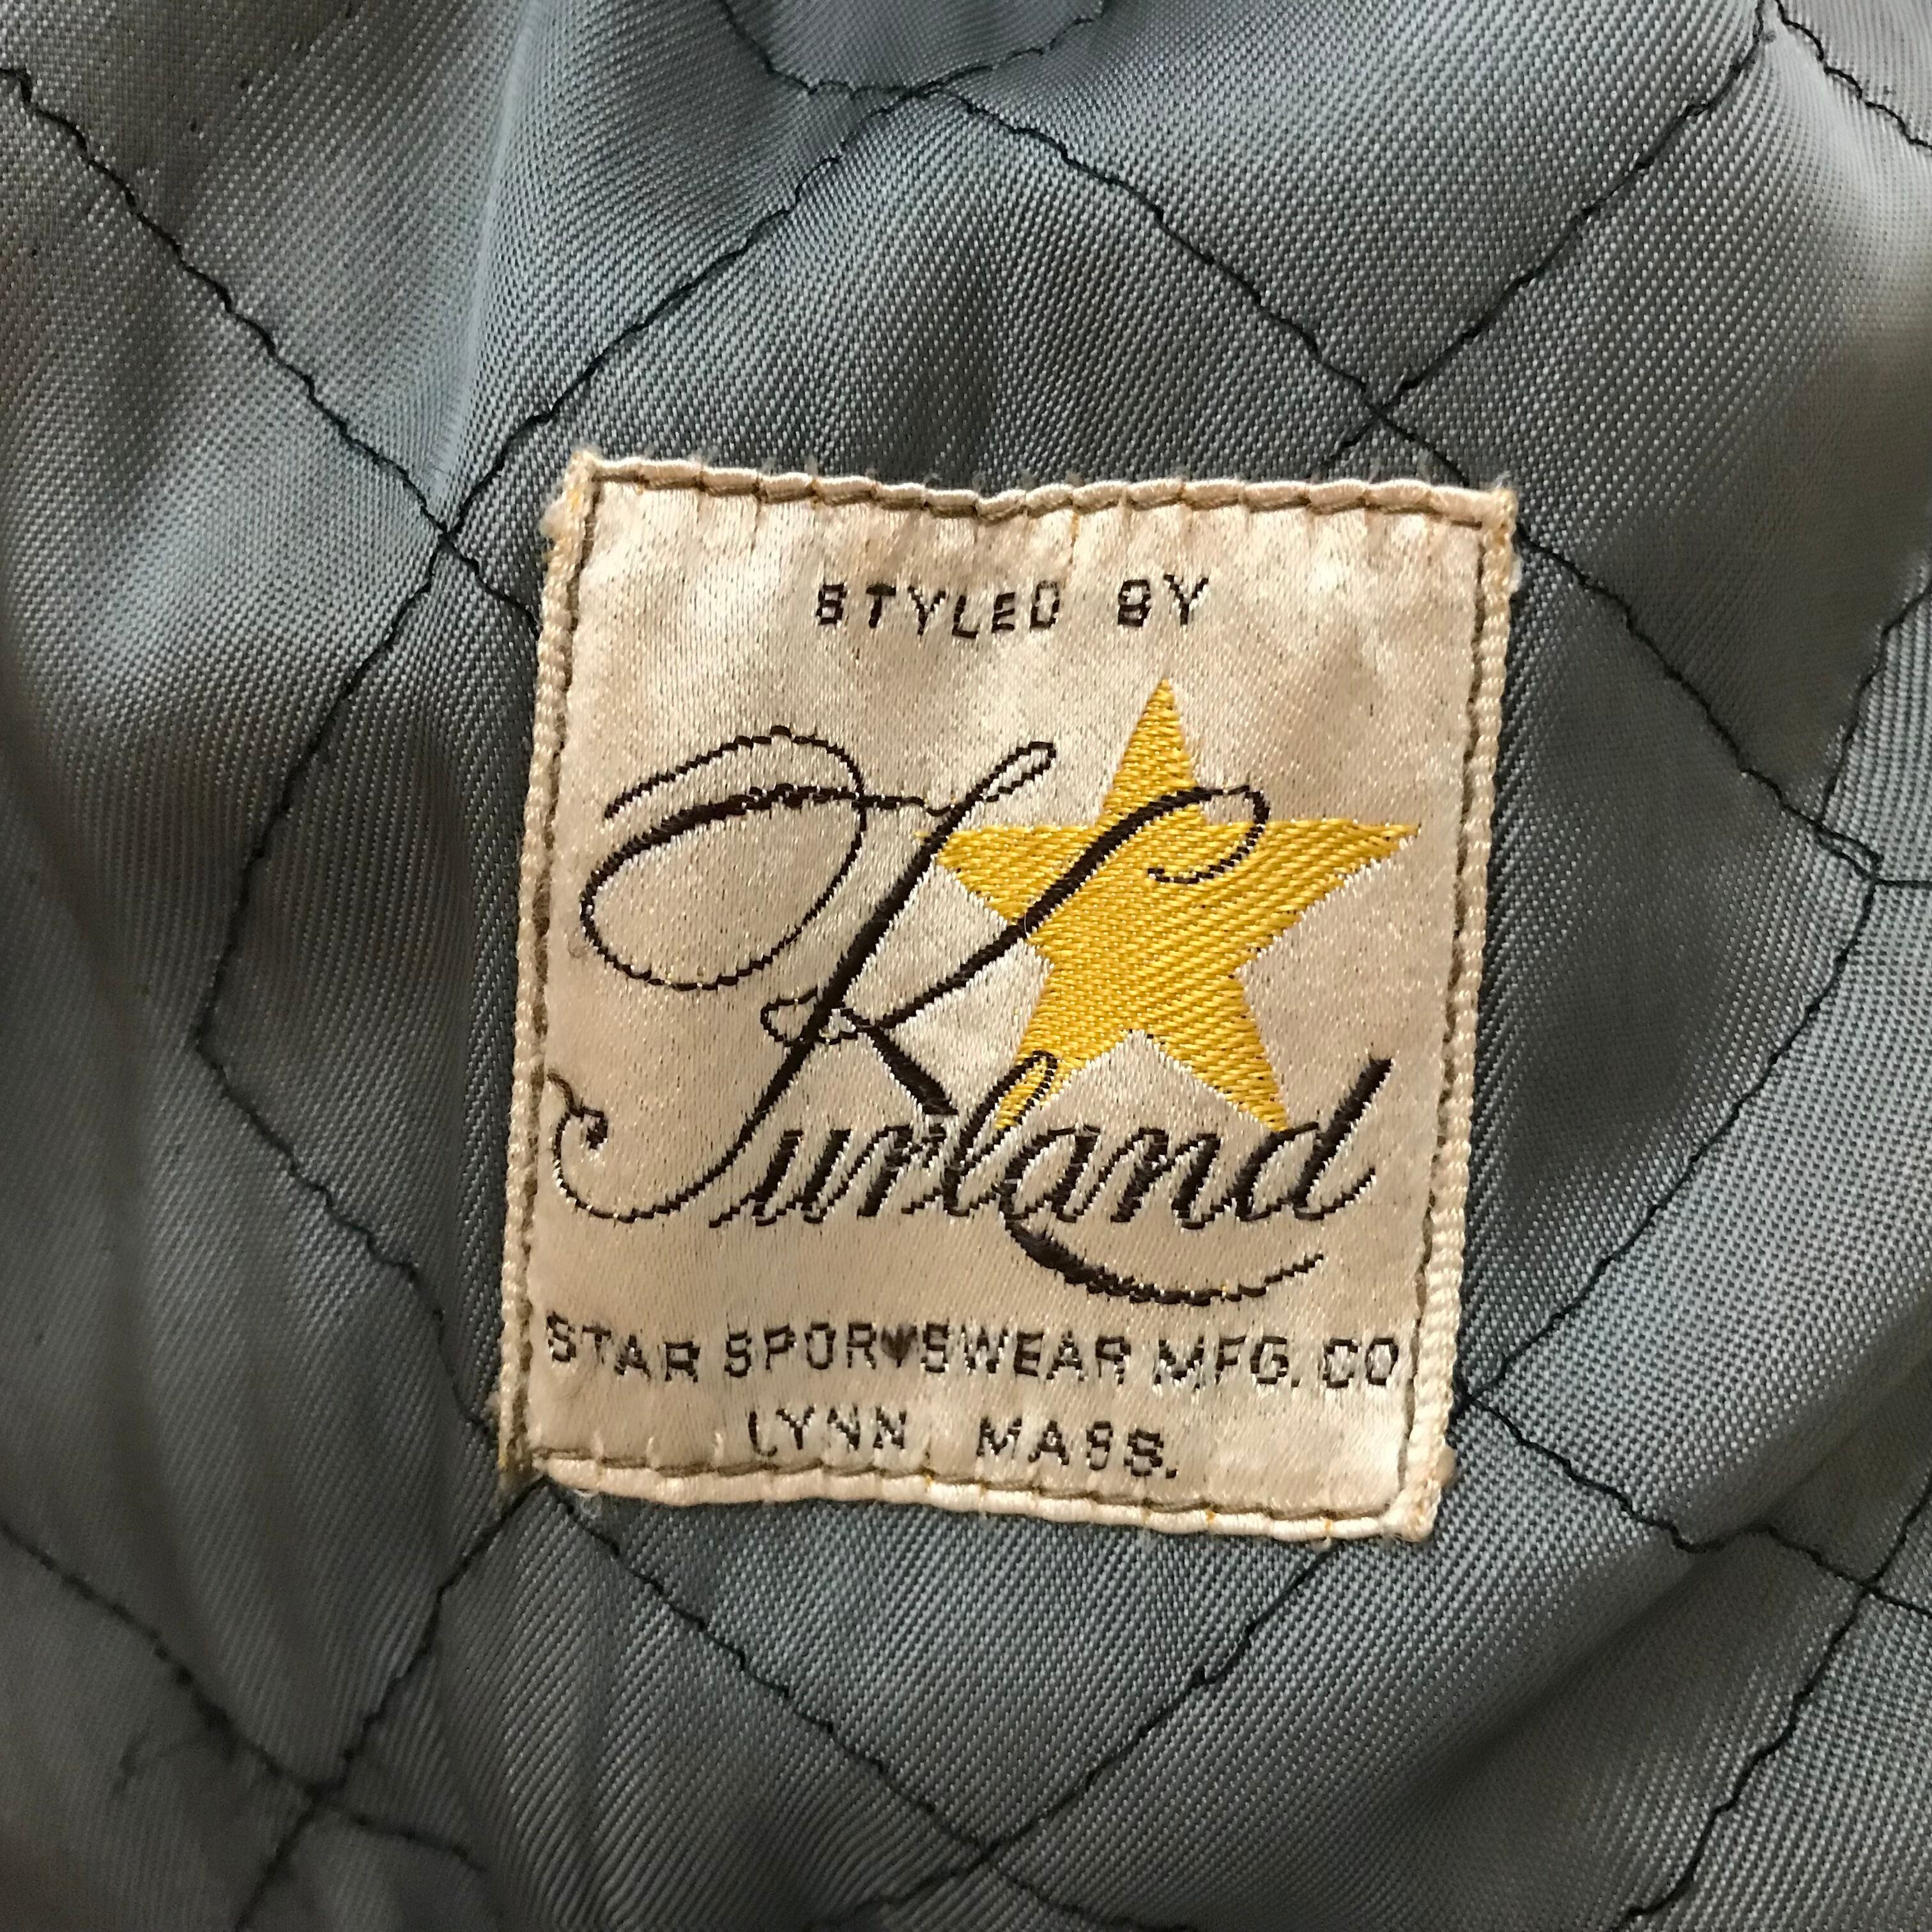 STYLED BY
Kurland
STAR SPORTSWEAR MFG. CO
LYNN MASS.